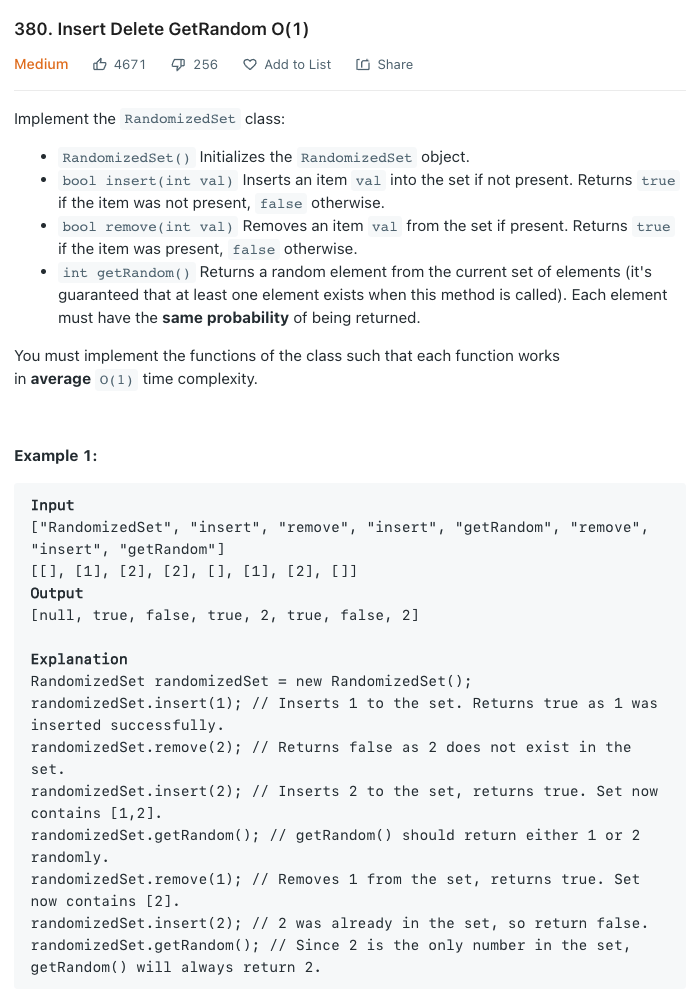 380. Insert Delete GetRandom O(1)
Medium 4671 256 Add to List Share
Implement the RandomizedSet class:
• RandomizedSet() Initializes the RandomizedSet object.
• bool insert(int val) Inserts an item val into the set if not present. Returns true
if the item was not present, false otherwise.
• bool remove(int val) Removes an item val from the set if present. Returns true
if the item was present, false otherwise.
• int getRandom() Returns a random element from the current set of elements (it's
guaranteed that at least one element exists when this method is called). Each element
must have the same probability of being returned.
You must implement the functions of the class such that each function works
in average O(1) time complexity.
Example 1:
Input
["RandomizedSet", "insert", "remove", "insert", "getRandom", "remove",
"insert", "getRandom"]
[[], [1], [2], [2], [], [1], [2], []]
Output
[null, true, false, true, 2, true, false, 2]
Explanation
RandomizedSet randomizedSet = new RandomizedSet();
randomizedSet.insert(1); // Inserts 1 to the set. Returns true as 1 was
inserted successfully.
randomizedSet.remove(2); // Returns false as 2 does not exist in the
set.
randomizedSet.insert(2); // Inserts 2 to the set, returns true. Set now
contains [1,2].
randomizedSet.getRandom(); // getRandom() should return either 1 or 2
randomly.
randomizedSet.remove(1); // Removes 1 from the set, returns true. Set
now contains [2].
randomizedSet.insert(2); // 2 was already in the set, so return false.
randomizedSet.getRandom(); // Since 2 is the only number in the set,
getRandom() will always return 2.